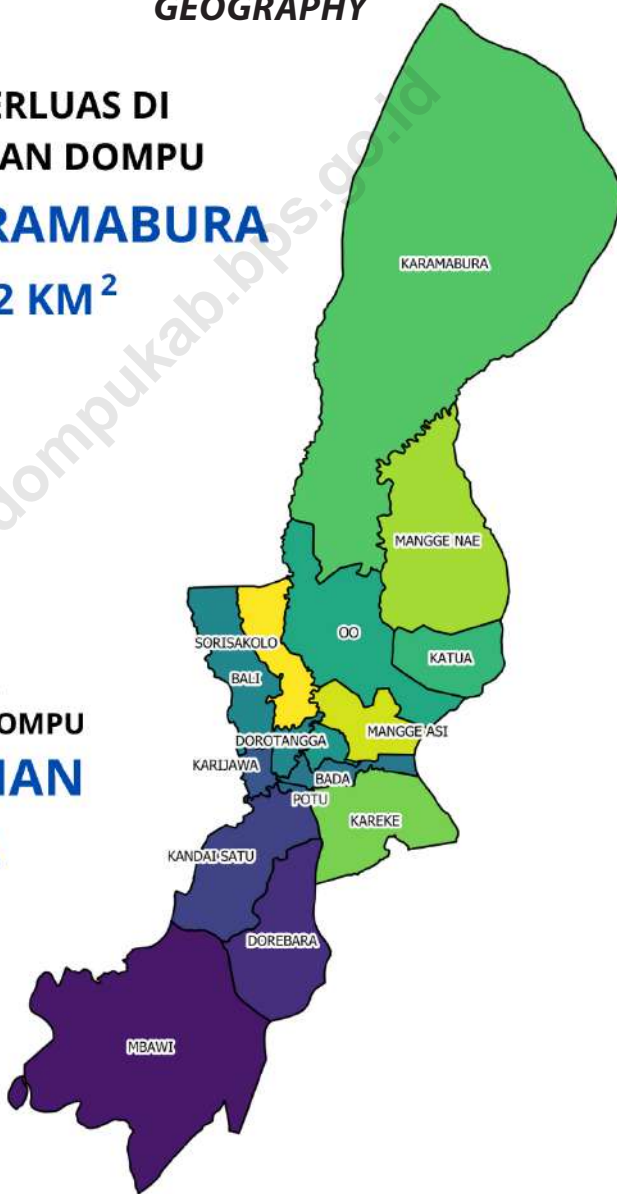 GEOGRAPHY
ERLUAS DI
AN DOMPU
RAMABURA
2 KM²
dompukab.bps.go.id
KARAMABURA
MANGGE NAE
OO
SORISAKOLO
KATUA
BALI
OMPU
MANGGE ASI
DOROTANGGA
KARIJAWA
IAN
BADA
POTU
KAREKE
KANDAI SATU
DOREBARA
MBAWI